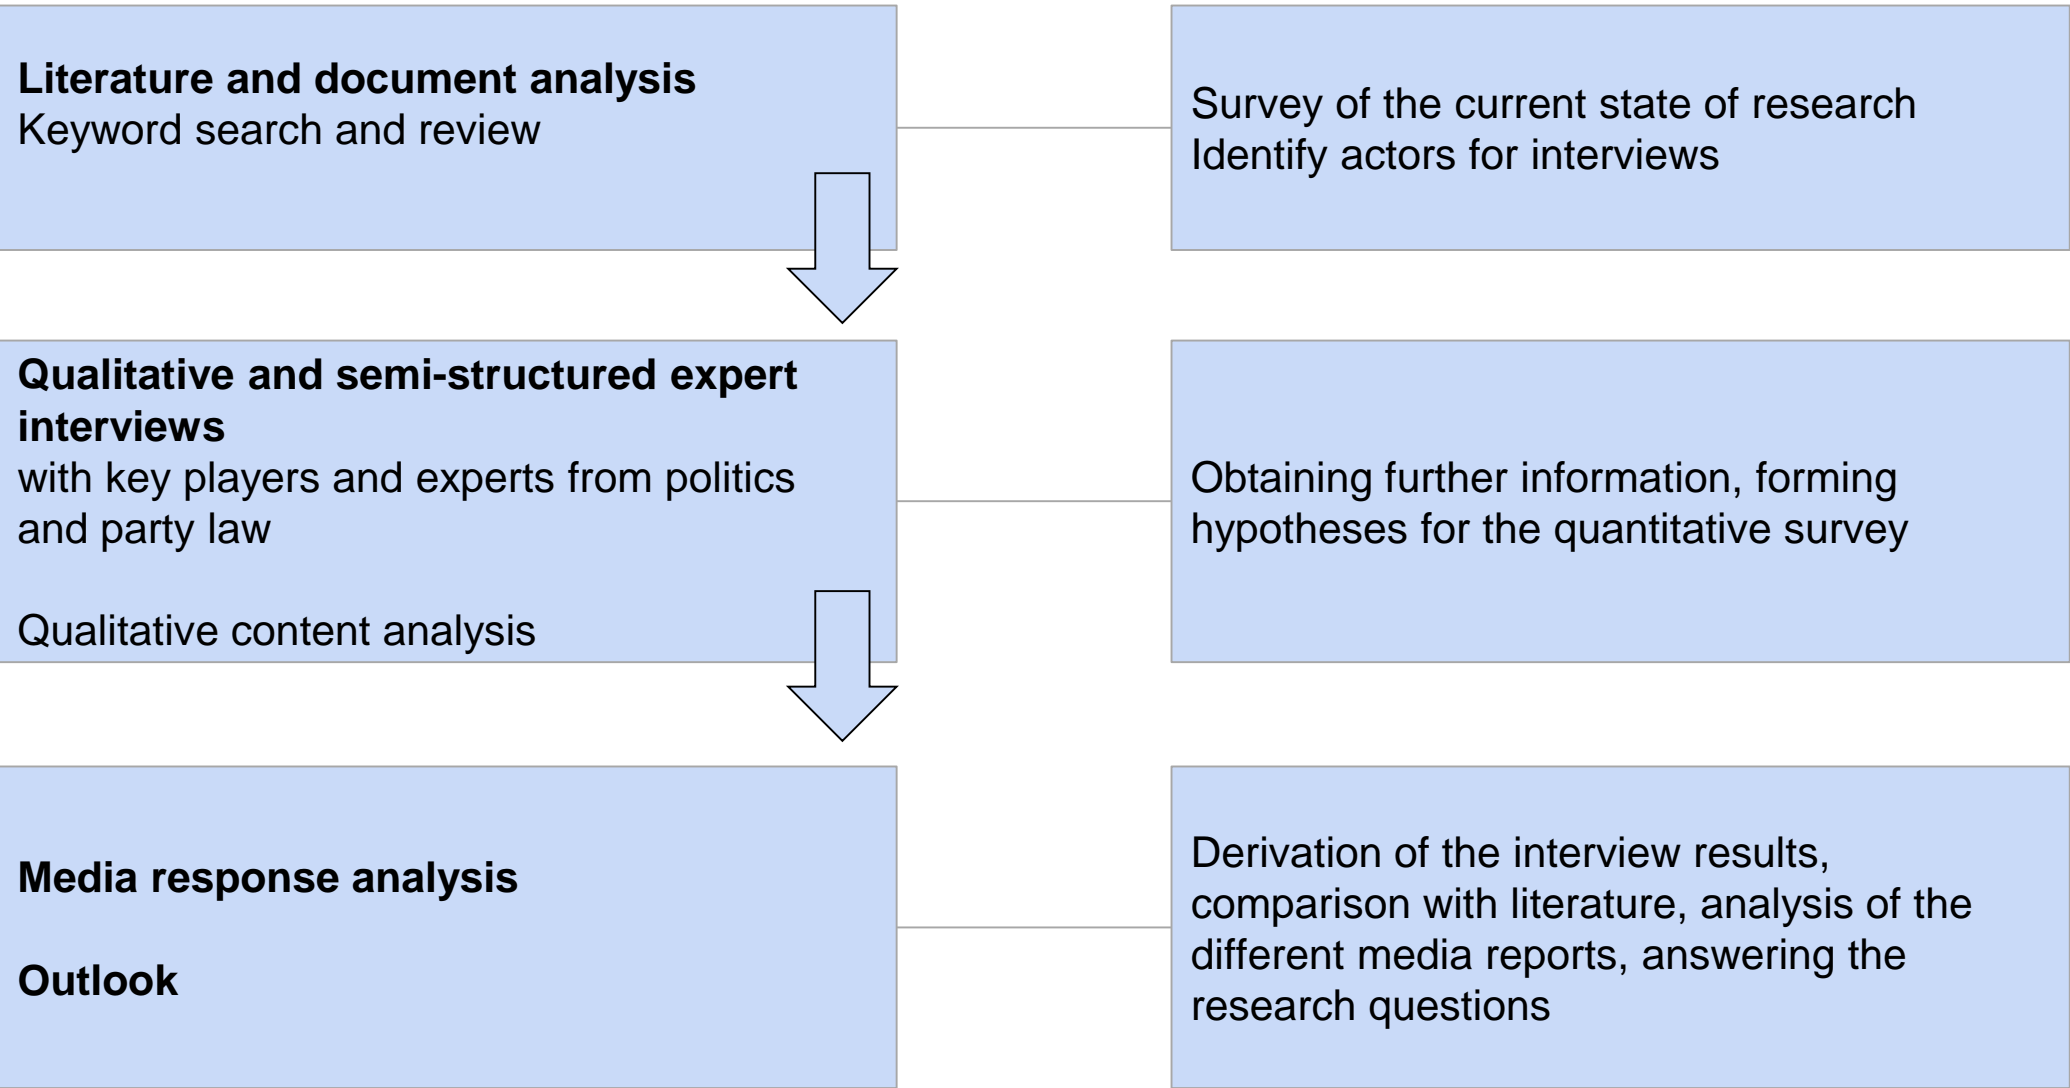 Literature and document analysis
Keyword search and review
Survey of the current state of research
Identify actors for interviews
Qualitative and semi-structured expert
interviews
with key players and experts from politics
and party law
Qualitative content analysis
Obtaining further information, forming
hypotheses for the quantitative survey
Media response analysis
Outlook
Derivation of the interview results,
comparison with literature, analysis of the
different media reports, answering the
research questions